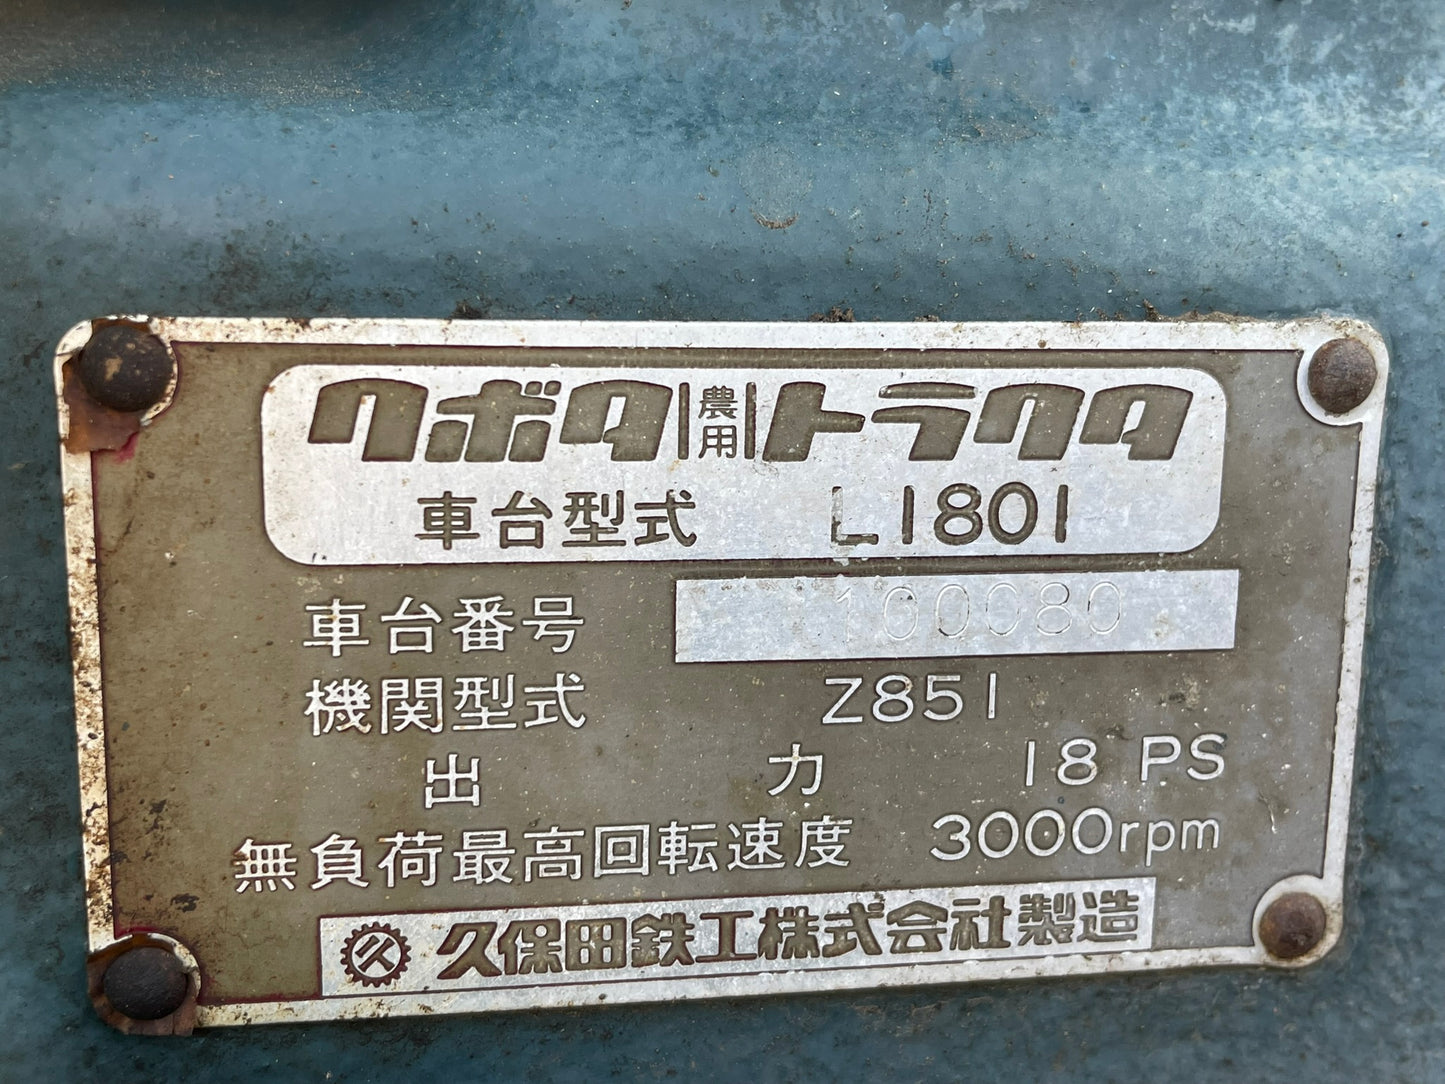 クボタ 農用 トラクタ
車台型式 L1801
車台番号 100080
機関型式 Z851
出力 18 PS
無負荷最高回転速度 3000rpm
久 久保田鉄工株式会社製造